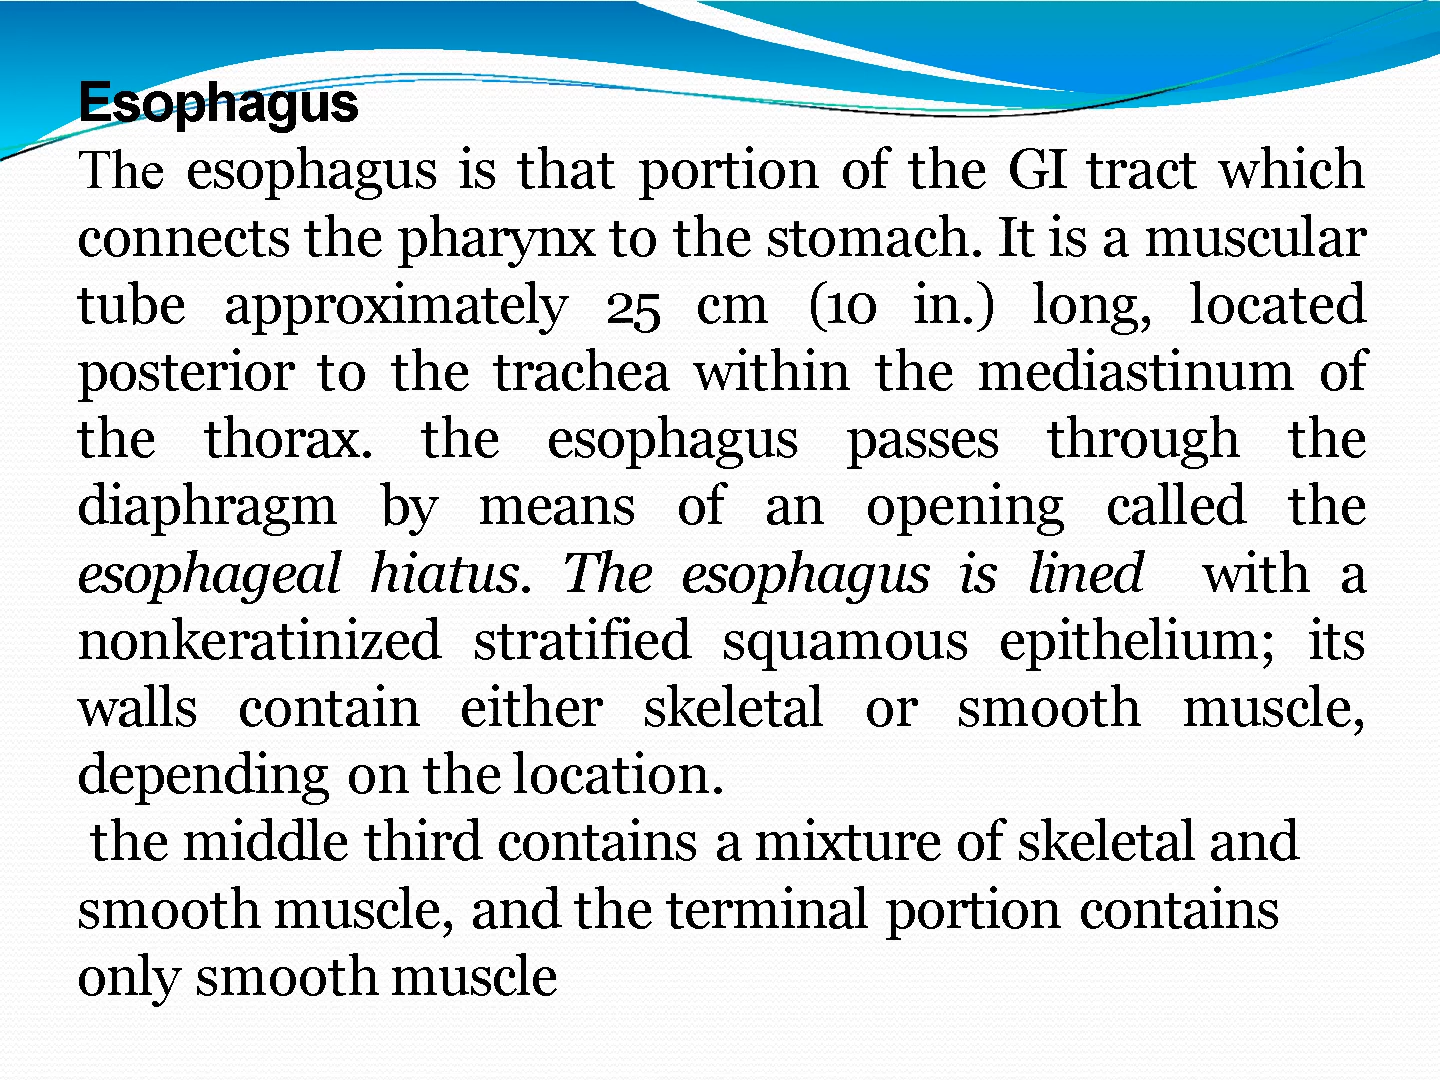 Esophagus
The esophagus is that portion of the GI tract which
connects the pharynx to the stomach. It is a muscular
tube approximately 25 cm (10 in.) long, located
posterior to the trachea within the mediastinum of
the thorax. the esophagus passes through the
diaphragm by means of an opening called the
esophageal hiatus. The esophagus is lined with a
nonkeratinized stratified squamous epithelium; its
walls contain either skeletal or smooth muscle,
depending on the location.
the middle third contains a mixture of skeletal and
smooth muscle, and the terminal portion contains
only smooth muscle